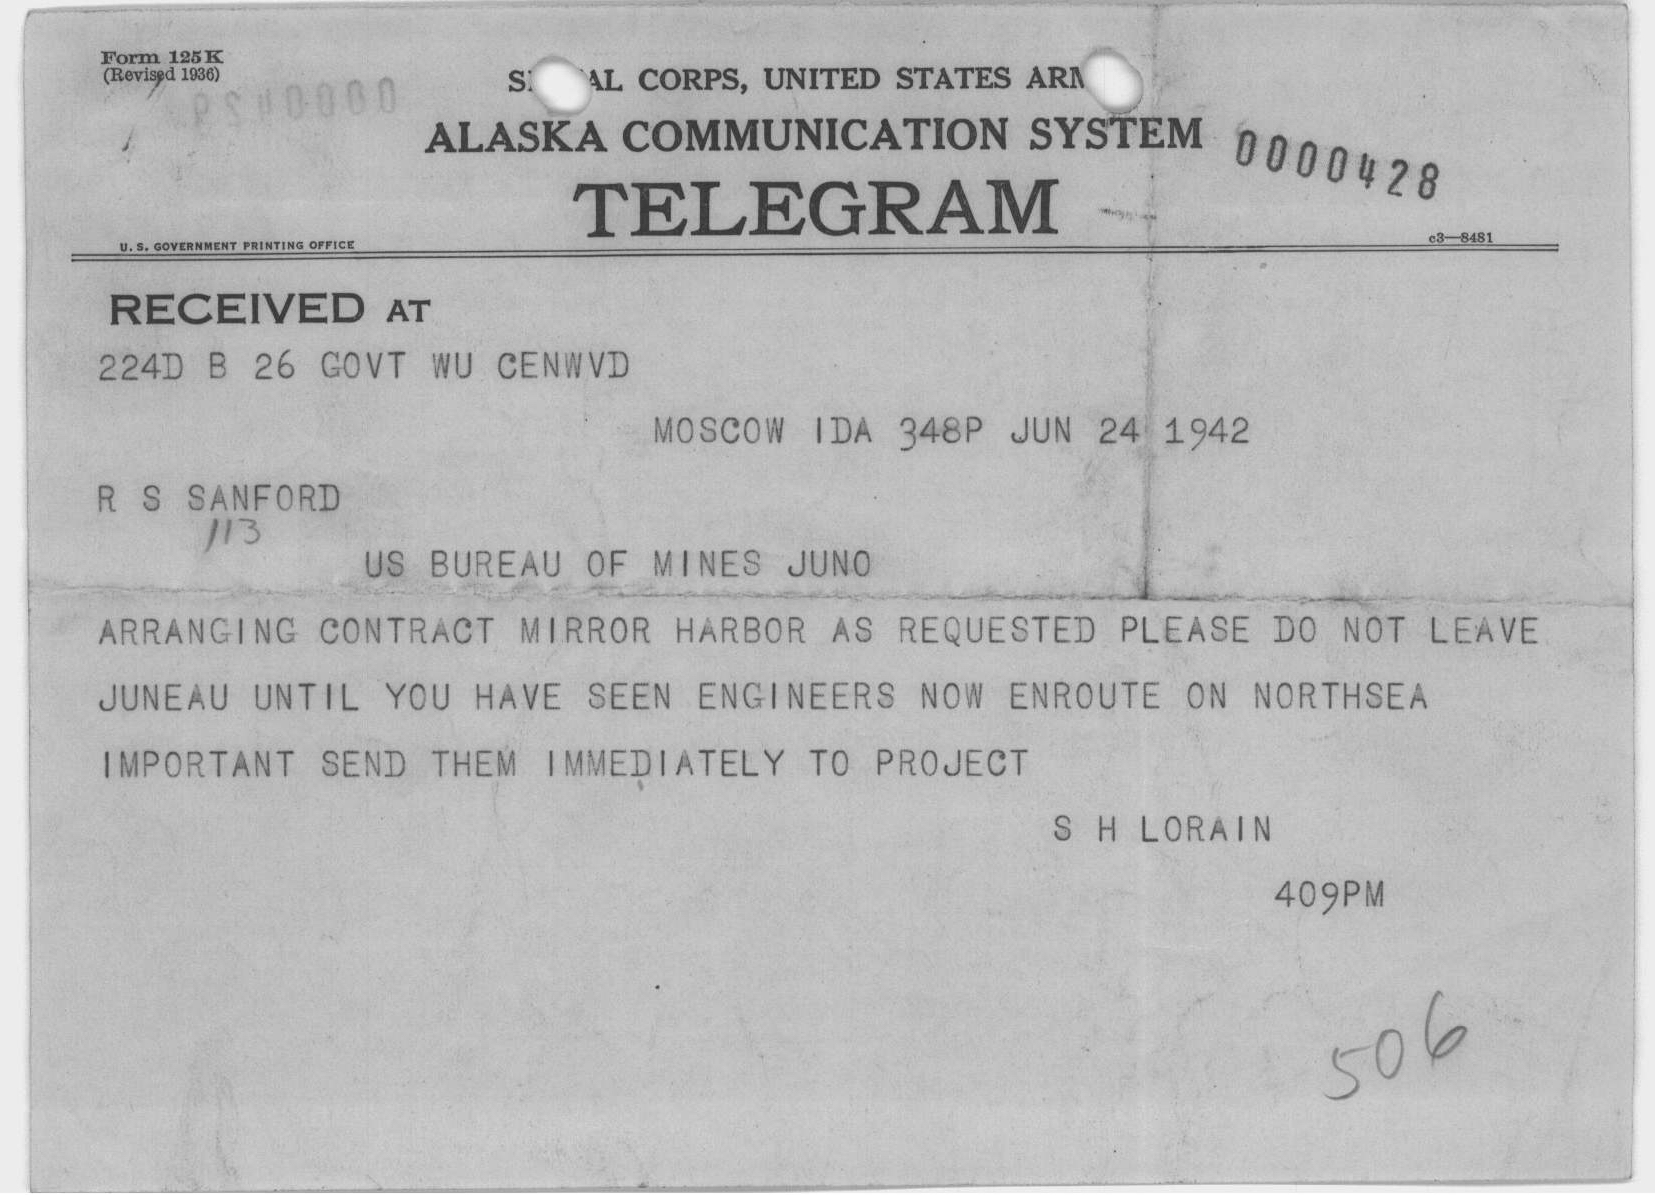 Form 125K
(Revised 1936)
SIGNAL CORPS, UNITED STATES ARMY
ALASKA COMMUNICATION SYSTEM
0000428
TELEGRAM
U. S. GOVERNMENT PRINTING OFFICE
c3—8481
RECEIVED AT
224D B 26 GOVT WU CENWVD
MOSCOW IDA 348P JUN 24 1942
R S SANFORD
113
US BUREAU OF MINES JUNO
ARRANGING CONTRACT MIRROR HARBOR AS REQUESTED PLEASE DO NOT LEAVE
JUNEAU UNTIL YOU HAVE SEEN ENGINEERS NOW ENROUTE ON NORTHSEA
IMPORTANT SEND THEM IMMEDIATELY TO PROJECT
S H LORAIN
409PM
506